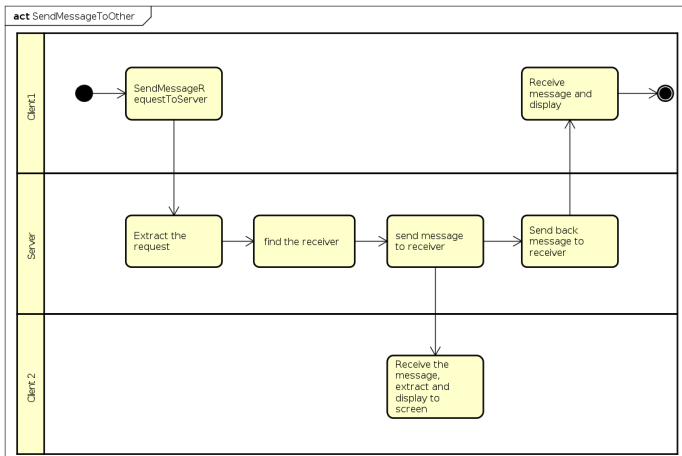 act SendMessageToOther
Client1
SendMessageR
equestToServer
Receive
message and
display
Server
Extract the
request
find the receiver
send message
to receiver
Send back
message to
receiver
Client 2
Receive the
message,
extract and
display to
screen